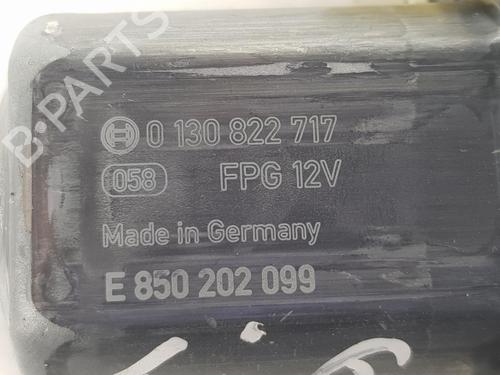 B-PARTS
0 130 822 717
058 FPG 12V
Made in Germany
E 850 202 099